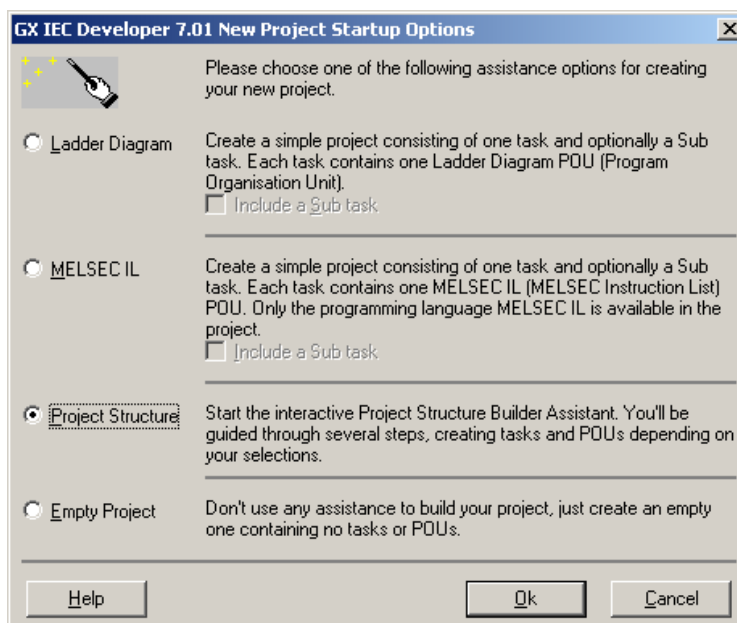 GX IEC Developer 7.01 New Project Startup Options
Please choose one of the following assistance options for creating
your new project.
Ladder Diagram
Create a simple project consisting of one task and optionally a Sub
task. Each task contains one Ladder Diagram POU (Program
Organisation Unit).
Include a Sub task
MELSEC IL
Create a simple project consisting of one task and optionally a Sub
task. Each task contains one MELSEC IL (MELSEC Instruction List)
POU. Only the programming language MELSEC IL is available in the
project.
Include a Sub task
Project Structure
Start the interactive Project Structure Builder Assistant. You'll be
guided through several steps, creating tasks and POUs depending on
your selections.
Empty Project
Don't use any assistance to build your project, just create an empty
one containing no tasks or POUs.
Help
Ok
Cancel